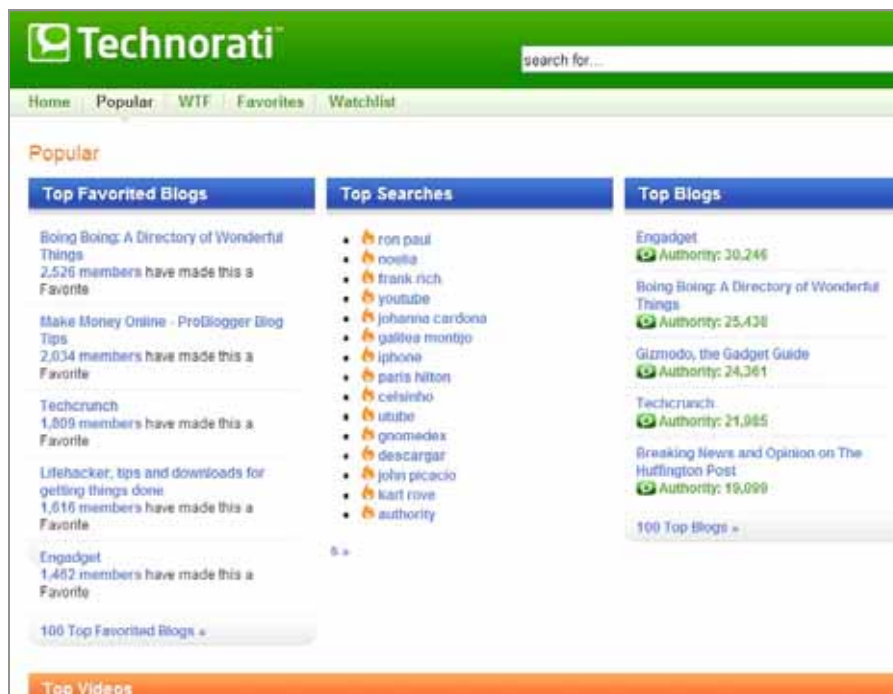 Technorati
search for...
Home Popular WTF Favorites Watchlist
Popular
Top Favorited Blogs
Boing Boing: A Directory of Wonderful
Things
2,526 members have made this a
Favorite
Make Money Online - ProBlogger Blog
Tips
2,034 members have made this a
Favorite
Techcrunch
1,809 members have made this a
Favorite
Lifehacker, tips and downloads for
getting things done
1,616 members have made this a
Favorite
Engadget
1,462 members have made this a
Favorite
100 Top Favorited Blogs »
Top Searches
ron paul
noelia
frank rich
youtube
johanna cardona
galilea montijo
iphone
paris hilton
celsinho
utube
gnomedex
descargar
john picacio
karl rove
authority
Top Blogs
Engadget
Authority: 30,246
Boing Boing: A Directory of Wonderful
Things
Authority: 25,438
Gizmodo, the Gadget Guide
Authority: 24,361
Techcrunch
Authority: 21,985
Breaking News and Opinion on The
Huffington Post
Authority: 19,099
100 Top Blogs »
Top Videos